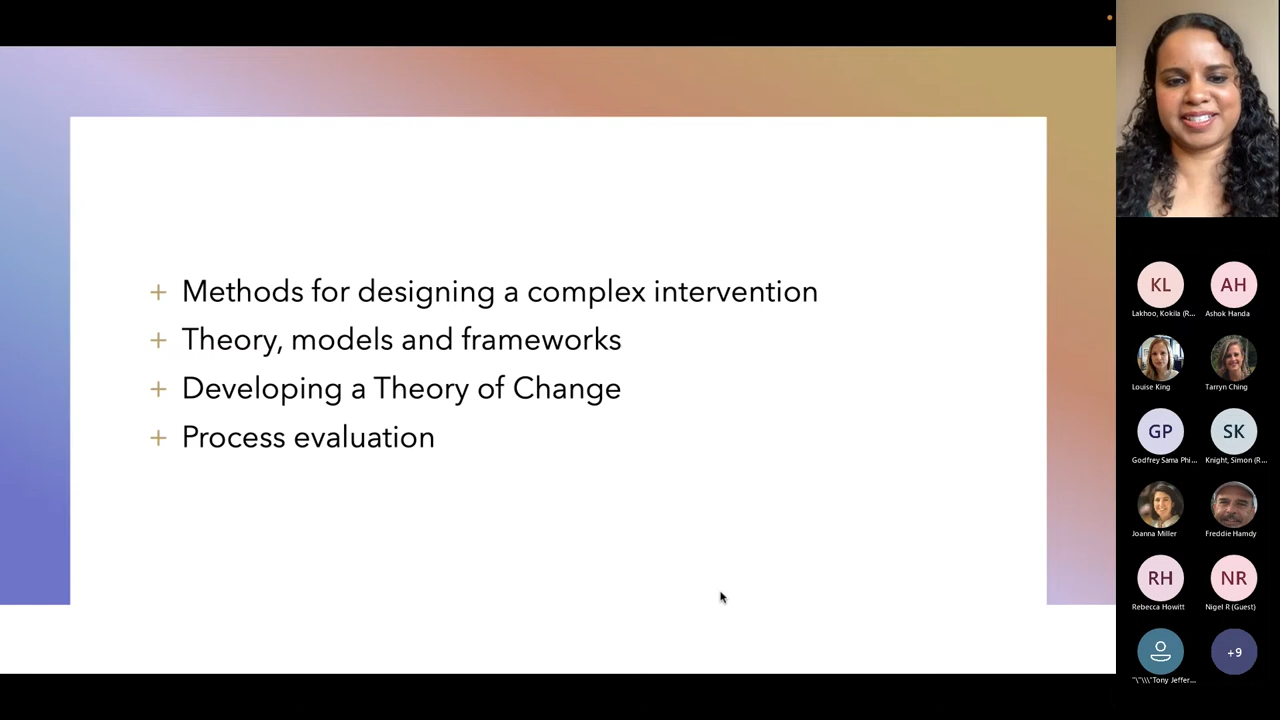 + Methods for designing a complex intervention
+ Theory, models and frameworks
+ Developing a Theory of Change
+ Process evaluation
KL AH
Lakhoo, Kokila (R... Ashok Handa
Louise King Tarryn Ching
GP SK
Godfrey Sama Phi... Knight, Simon (R...
Joanna Miller Freddie Hamdy
RH NR
Rebecca Howitt Nigel R (Guest)
+9
"\"\\\"Tony Jeffer...